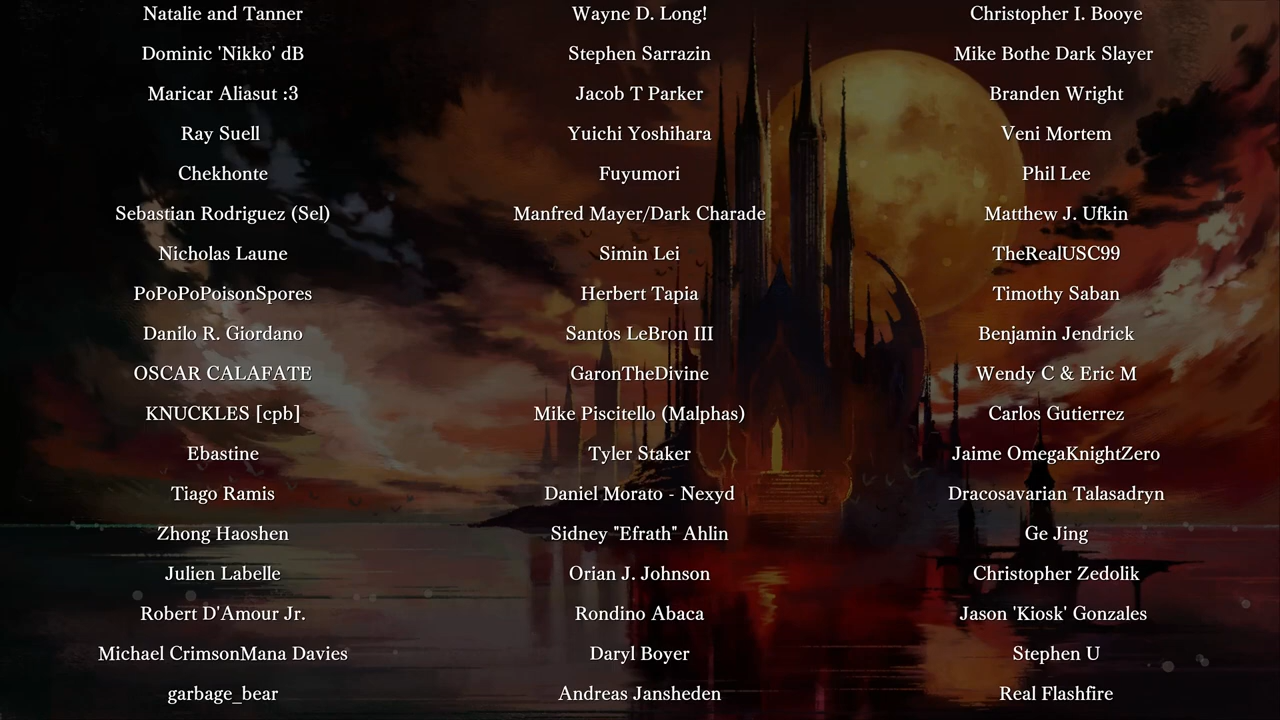 Natalie and Tanner
Wayne D. Long!
Christopher I. Booye
Dominic 'Nikko' dB
Stephen Sarrazin
Mike Bothe Dark Slayer
Maricar Aliasut :3
Jacob T Parker
Branden Wright
Ray Suell
Yuichi Yoshihara
Veni Mortem
Chekhonte
Fuyumori
Phil Lee
Sebastian Rodriguez (Sel)
Manfred Mayer/Dark Charade
Matthew J. Ufkin
Nicholas Laune
Simin Lei
TheRealUSC99
PoPoPoPoisonSpores
Herbert Tapia
Timothy Saban
Danilo R. Giordano
Santos LeBron III
Benjamin Jendrick
OSCAR CALAFATE
GaronTheDivine
Wendy C & Eric M
KNUCKLES [cpb]
Mike Piscitello (Malphas)
Carlos Gutierrez
Ebastine
Tyler Staker
Jaime OmegaKnightZero
Tiago Ramis
Daniel Morato - Nexyd
Dracosavarian Talasadryn
Zhong Haoshen
Sidney "Efrath" Ahlin
Ge Jing
Julien Labelle
Orian J. Johnson
Christopher Zedolik
Robert D'Amour Jr.
Rondino Abaca
Jason 'Kiosk' Gonzales
Michael CrimsonMana Davies
Daryl Boyer
Stephen U
garbage_bear
Andreas Jansheden
Real Flashfire